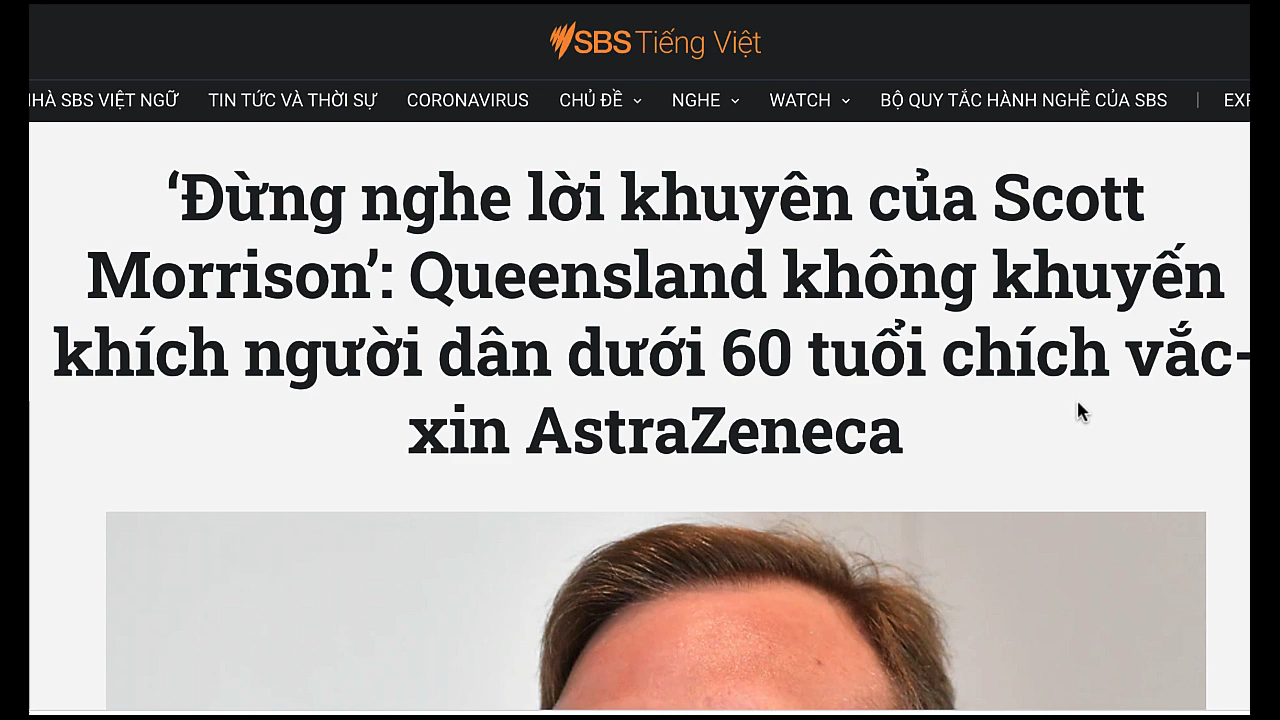 SBS Tiếng Việt
NHÀ SBS VIỆT NGỮ TIN TỨC VÀ THỜI SỰ CORONAVIRUS CHỦ ĐỀ NGHE WATCH BỘ QUY TẮC HÀNH NGHỀ CỦA SBS |
‘Đừng nghe lời khuyên của Scott
Morrison’: Queensland không khuyến
khích người dân dưới 60 tuổi chích vắc-
xin AstraZeneca